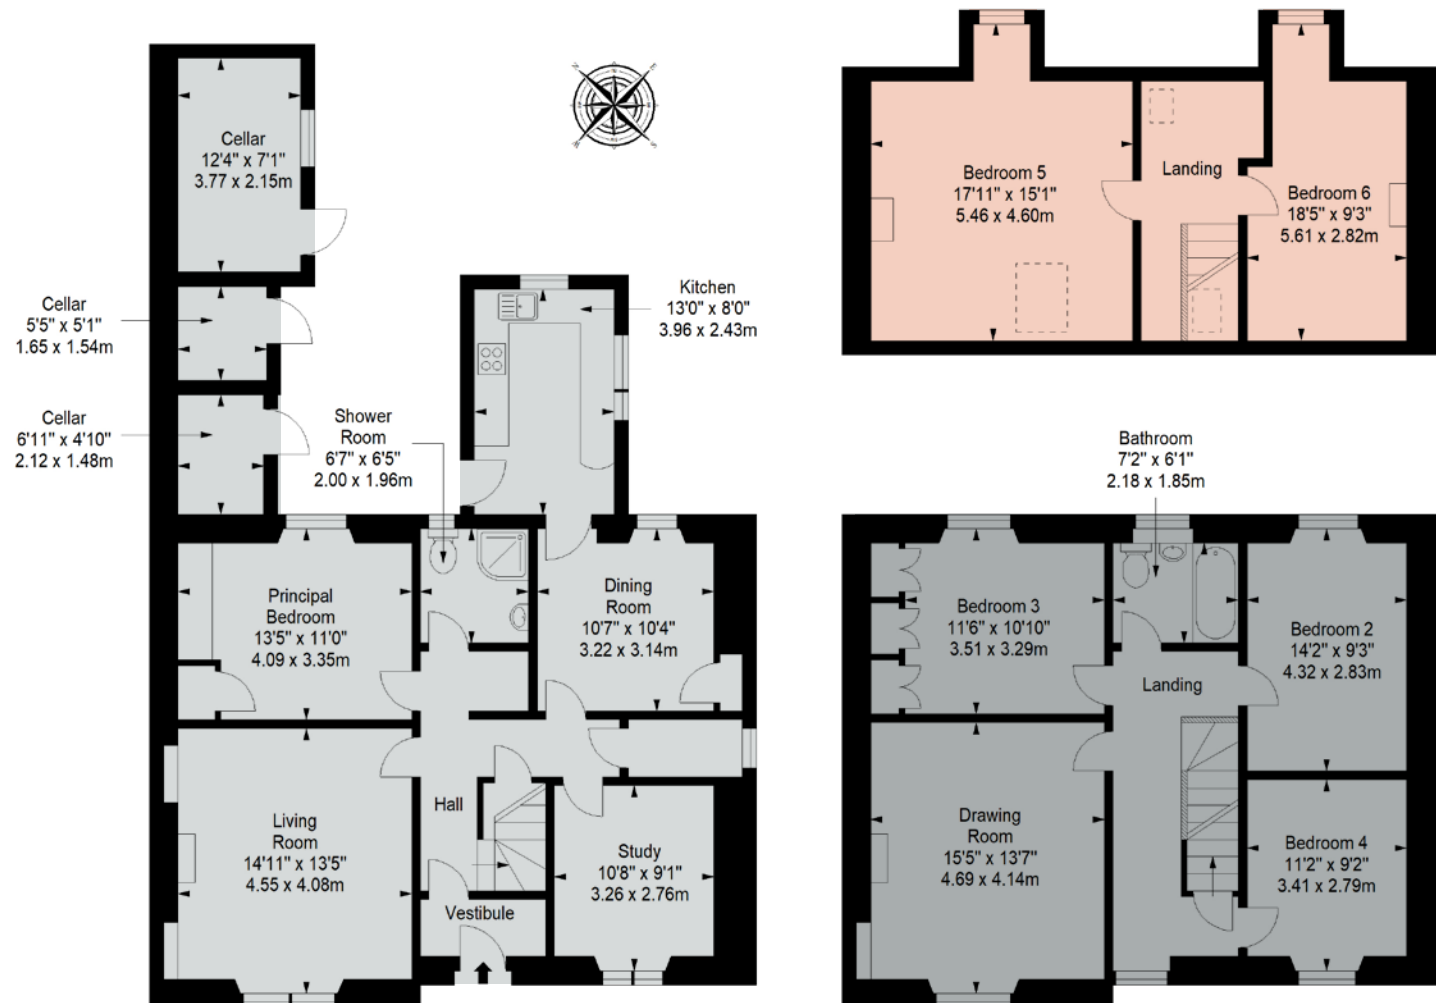 Cellar
12'4" x 7'1"
3.77 x 2.15m
Cellar
5'5" x 5'1"
1.65 x 1.54m
Cellar
6'11" x 4'10"
2.12 x 1.48m
Shower
Room
6'7" x 6'5"
2.00 x 1.96m
Kitchen
13'0" x 8'0"
3.96 x 2.43m
Principal
Bedroom
13'5" x 11'0"
4.09 x 3.35m
Dining
Room
10'7" x 10'4"
3.22 x 3.14m
Living
Room
14'11" x 13'5"
4.55 x 4.08m
Hall
Study
10'8" x 9'1"
3.26 x 2.76m
Vestibule
Bedroom 5
17'11" x 15'1"
5.46 x 4.60m
Landing
Bedroom 6
18'5" x 9'3"
5.61 x 2.82m
Bathroom
7'2" x 6'1"
2.18 x 1.85m
Bedroom 3
11'6" x 10'10"
3.51 x 3.29m
Bedroom 2
14'2" x 9'3"
4.32 x 2.83m
Landing
Drawing
Room
15'5" x 13'7"
4.69 x 4.14m
Bedroom 4
11'2" x 9'2"
3.41 x 2.79m